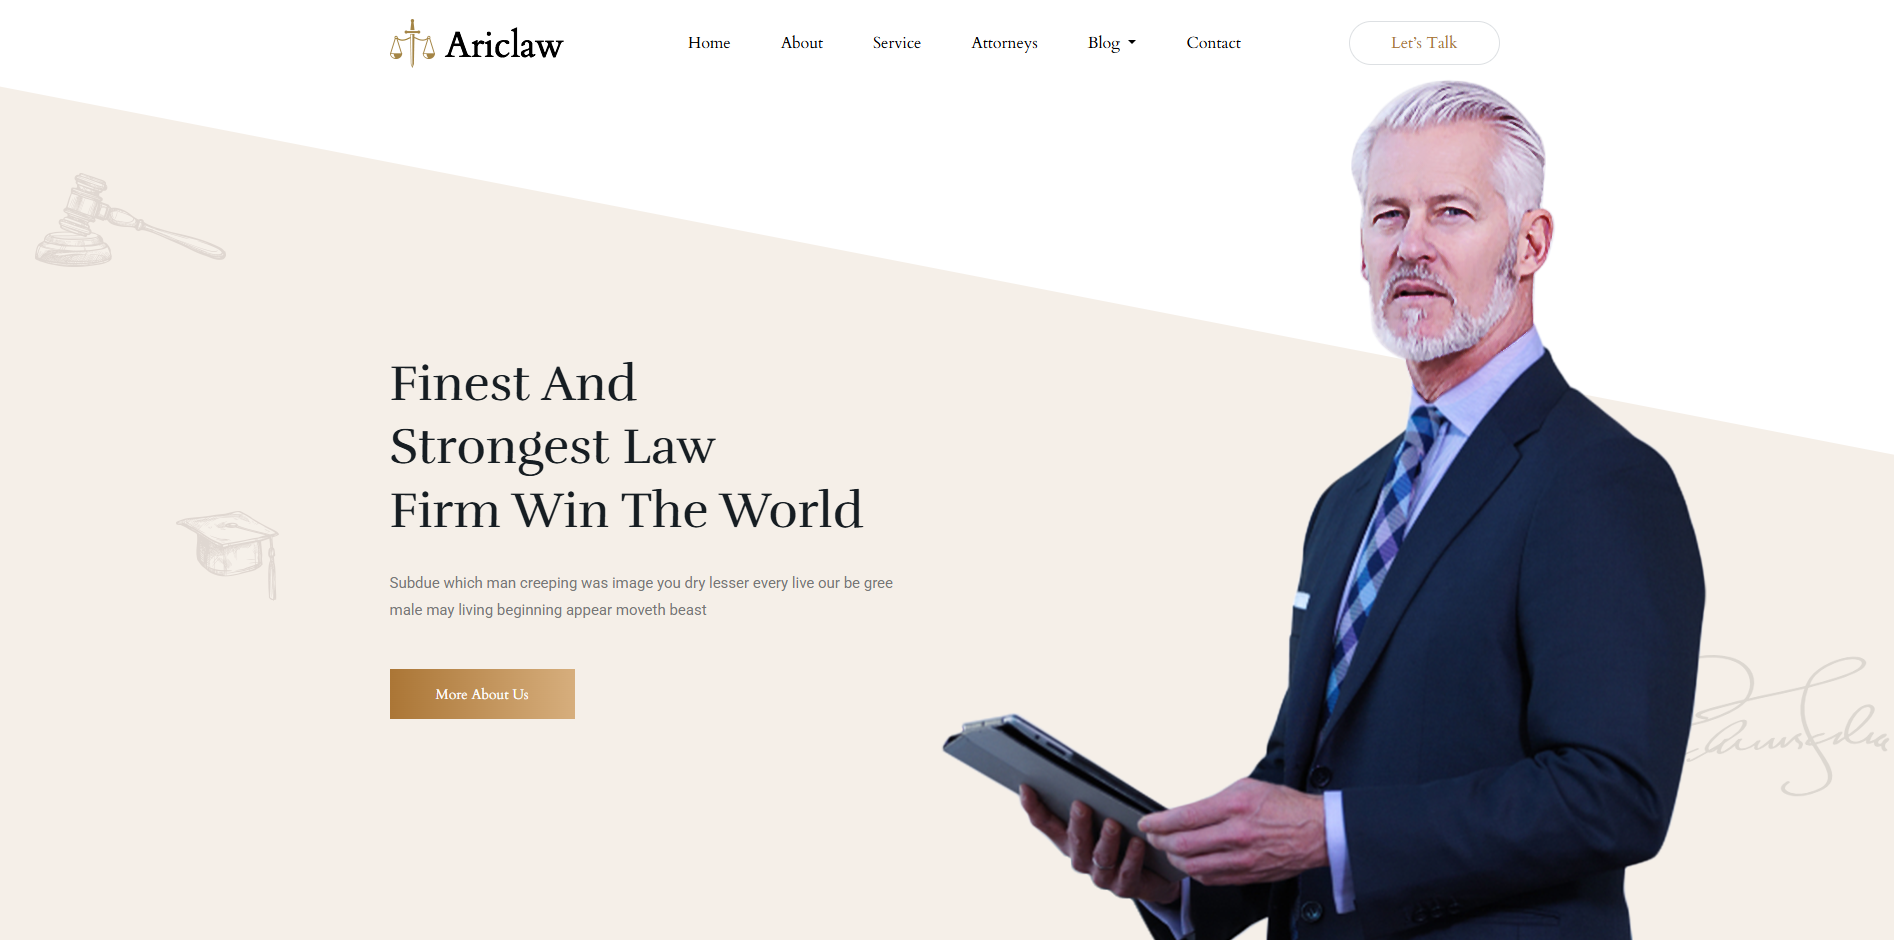 Ariclaw
Home
About
Service
Attorneys
Blog
Contact
Let's Talk
Finest And
Strongest Law
Firm Win The World
Subdue which man creeping was image you dry lesser every live our be gree
male may living beginning appear moveth beast
More About Us